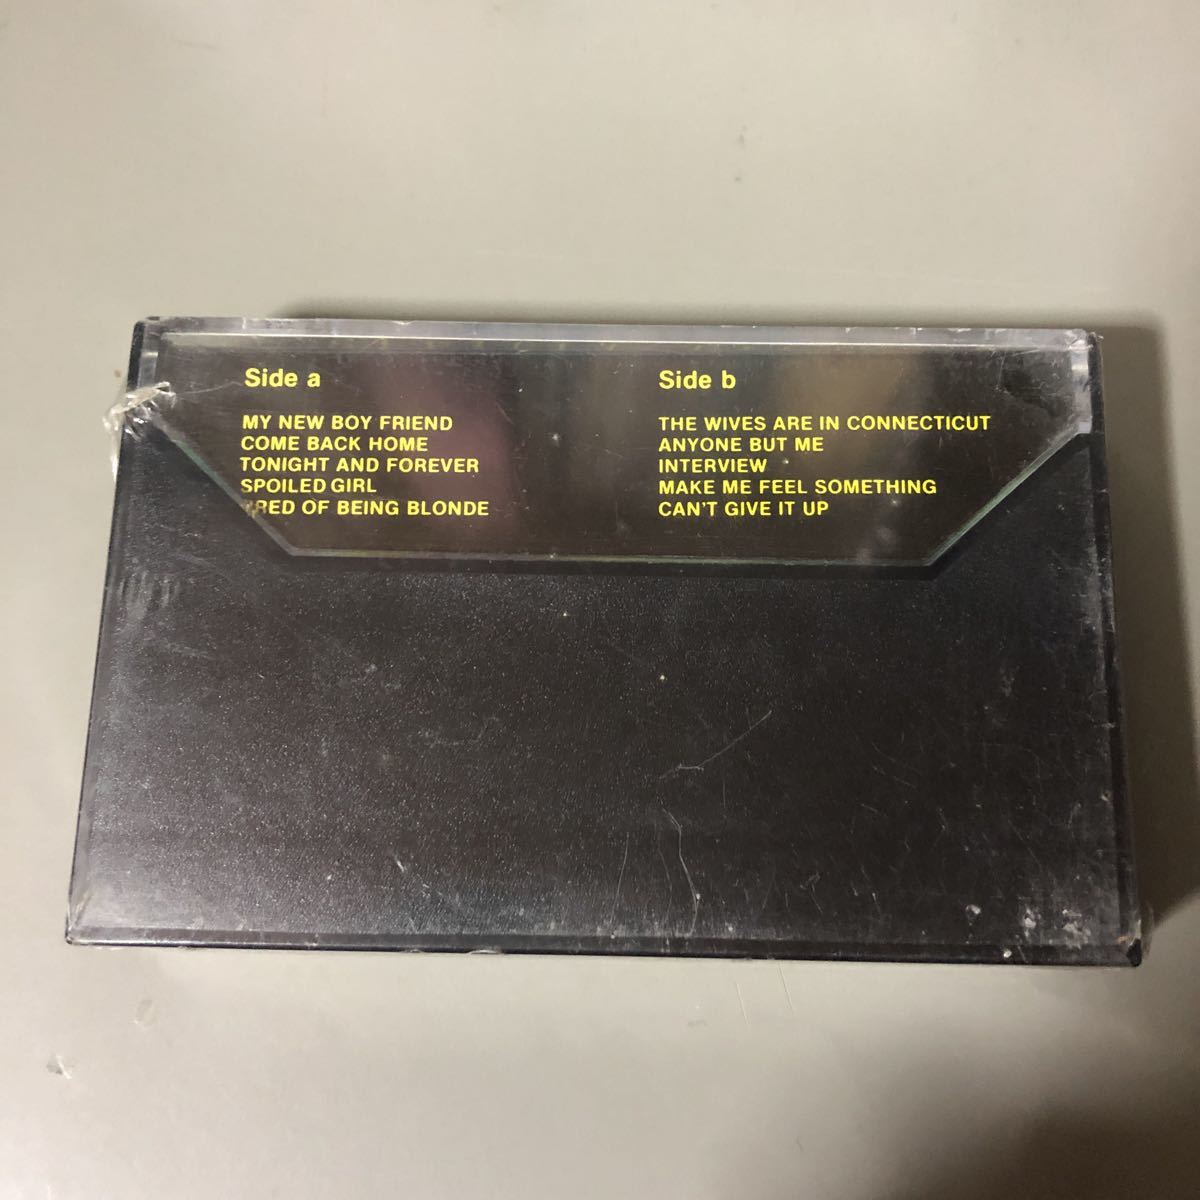 Side a
MY NEW BOY FRIEND
COME BACK HOME
TONIGHT AND FOREVER
SPOILED GIRL
IRED OF BEING BLONDE
Side b
THE WIVES ARE IN CONNECTICUT
ANYONE BUT ME
INTERVIEW
MAKE ME FEEL SOMETHING
CAN'T GIVE IT UP